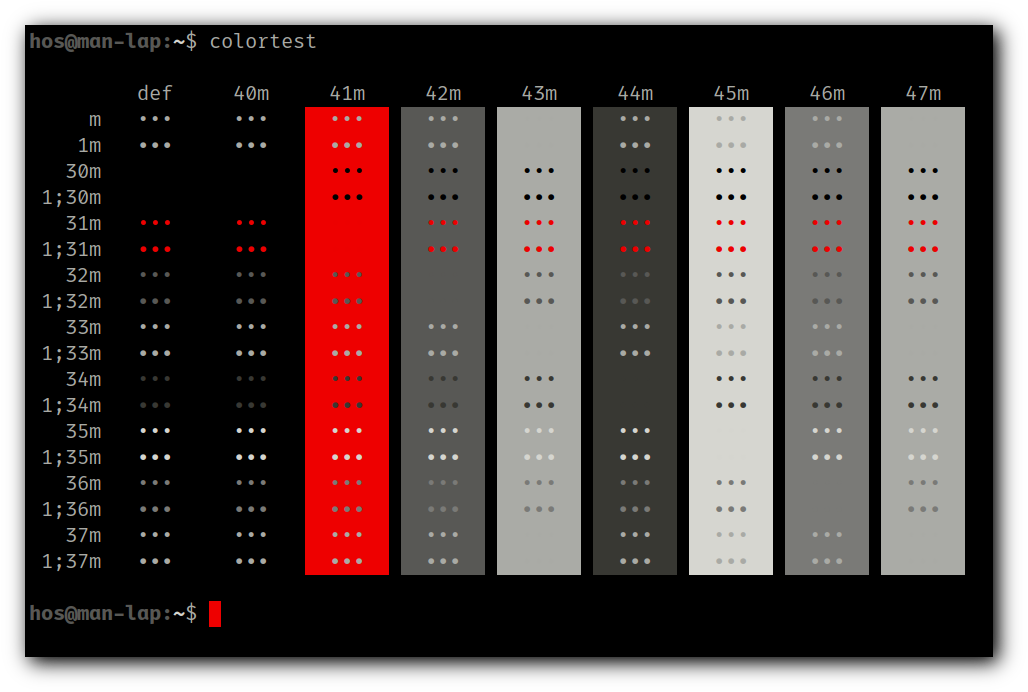 hos@man-lap:~$ colortest
def 40m 41m 42m 43m 44m 45m 46m 47m
m ••• ••• ••• ••• ••• ••• •••
1m ••• ••• ••• ••• ••• ••• •••
30m ••• ••• ••• ••• ••• ••• •••
1;30m ••• ••• ••• ••• ••• ••• •••
31m ••• ••• ••• ••• ••• ••• ••• •••
1;31m ••• ••• ••• ••• ••• ••• ••• •••
32m ••• ••• ••• ••• ••• ••• ••• •••
1;32m ••• ••• ••• ••• ••• ••• ••• •••
33m ••• ••• ••• ••• ••• ••• •••
1;33m ••• ••• ••• ••• ••• ••• •••
34m ••• ••• ••• ••• ••• ••• ••• •••
1;34m ••• ••• ••• ••• ••• ••• ••• •••
35m ••• ••• ••• ••• ••• ••• ••• •••
1;35m ••• ••• ••• ••• ••• ••• ••• •••
36m ••• ••• ••• ••• ••• ••• ••• •••
1;36m ••• ••• ••• ••• ••• ••• ••• •••
37m ••• ••• ••• ••• ••• ••• •••
1;37m ••• ••• ••• ••• ••• ••• •••
hos@man-lap:~$